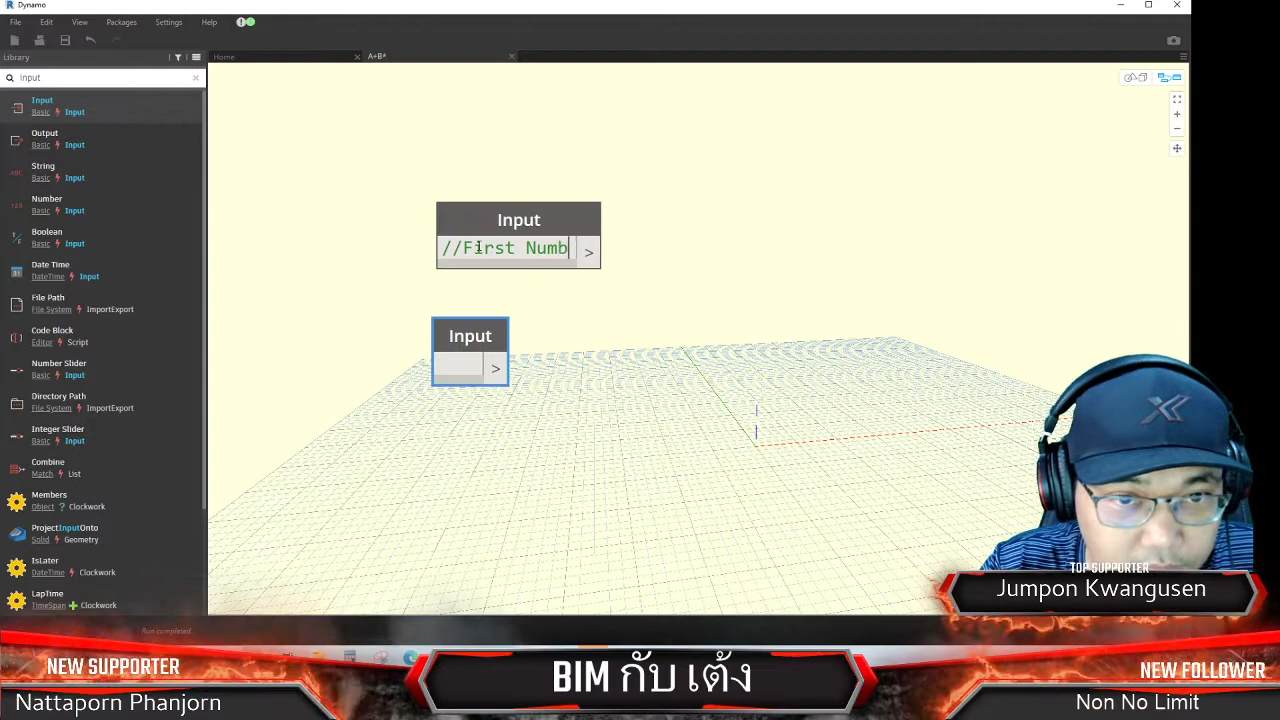 Dynamo
File Edit View Packages Settings Help
Library
Home
A+B*
input
Input
Basic Input
Output
Basic Input
String
Basic Input
Number
Basic Input
Boolean
Basic Input
Date Time
DateTime Input
File Path
File System ImportExport
Code Block
Editor Script
Number Slider
Basic Input
Directory Path
File System ImportExport
Integer Slider
Basic Input
Combine
Match List
Members
Object ? Clockwork
ProjectInputOnto
Solid Geometry
IsLater
DateTime Clockwork
LapTime
TimeSpan Clockwork
Input
//First Numb
>
Input
>
Run completed.
TOP SUPPORTER
Jumpon Kwangusen
NEW SUPPORTER
Nattaporn Phanjorn
BIM กับ เต้ง
NEW FOLLOWER
Non No Limit